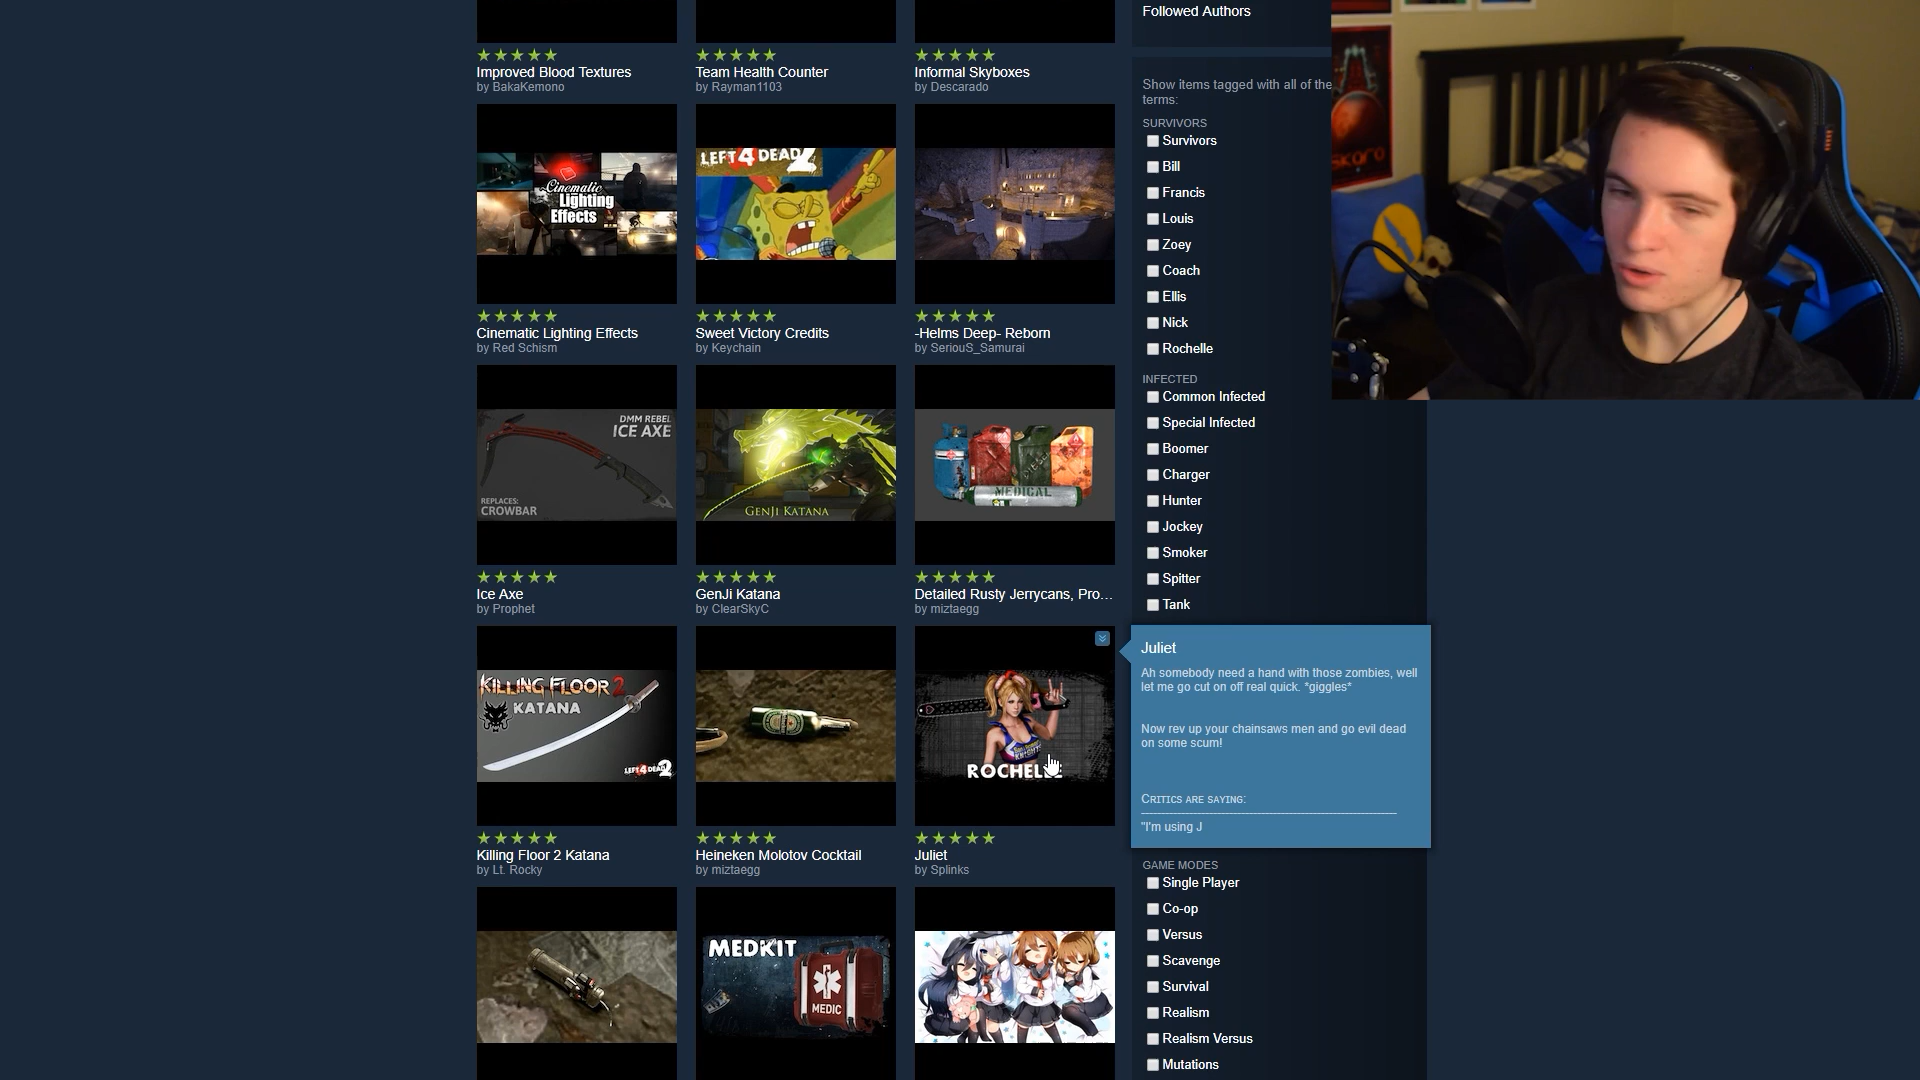 Followed Authors
Improved Blood Textures
by BakaKemono
Team Health Counter
by Rayman1103
Informal Skyboxes
by Descarado
Show items tagged with all of the
terms:
SURVIVORS
Survivors
Bill
Francis
Louis
Zoey
Coach
Ellis
Nick
Rochelle
Cinematic
Lighting
Effects
LEFT 4 DEAD 2
Cinematic Lighting Effects
by Red Schism
Sweet Victory Credits
by Keychain
-Helms Deep- Reborn
by SeriouS_Samurai
INFECTED
Common Infected
Special Infected
Boomer
Charger
Hunter
Jockey
Smoker
Spitter
Tank
DMM REBEL
ICE AXE
REPLACES:
CROWBAR
GENJI KATANA
MEDICAL
Ice Axe
by Prophet
GenJi Katana
by ClearSkyC
Detailed Rusty Jerrycans, Pro...
by miztaegg
KILLING FLOOR 2
KATANA
LEFT 4 DEAD 2
Juliet
Ah somebody need a hand with those zombies, well
let me go cut on off real quick. *giggles*
Now rev up your chainsaws men and go evil dead
on some scum!
CRITICS ARE SAYING:
"I'm using J
Killing Floor 2 Katana
by Lt. Rocky
Heineken Molotov Cocktail
by miztaegg
Juliet
by Splinks
GAME MODES
Single Player
Co-op
Versus
Scavenge
Survival
Realism
Realism Versus
Mutations
MEDKIT
MEDIC